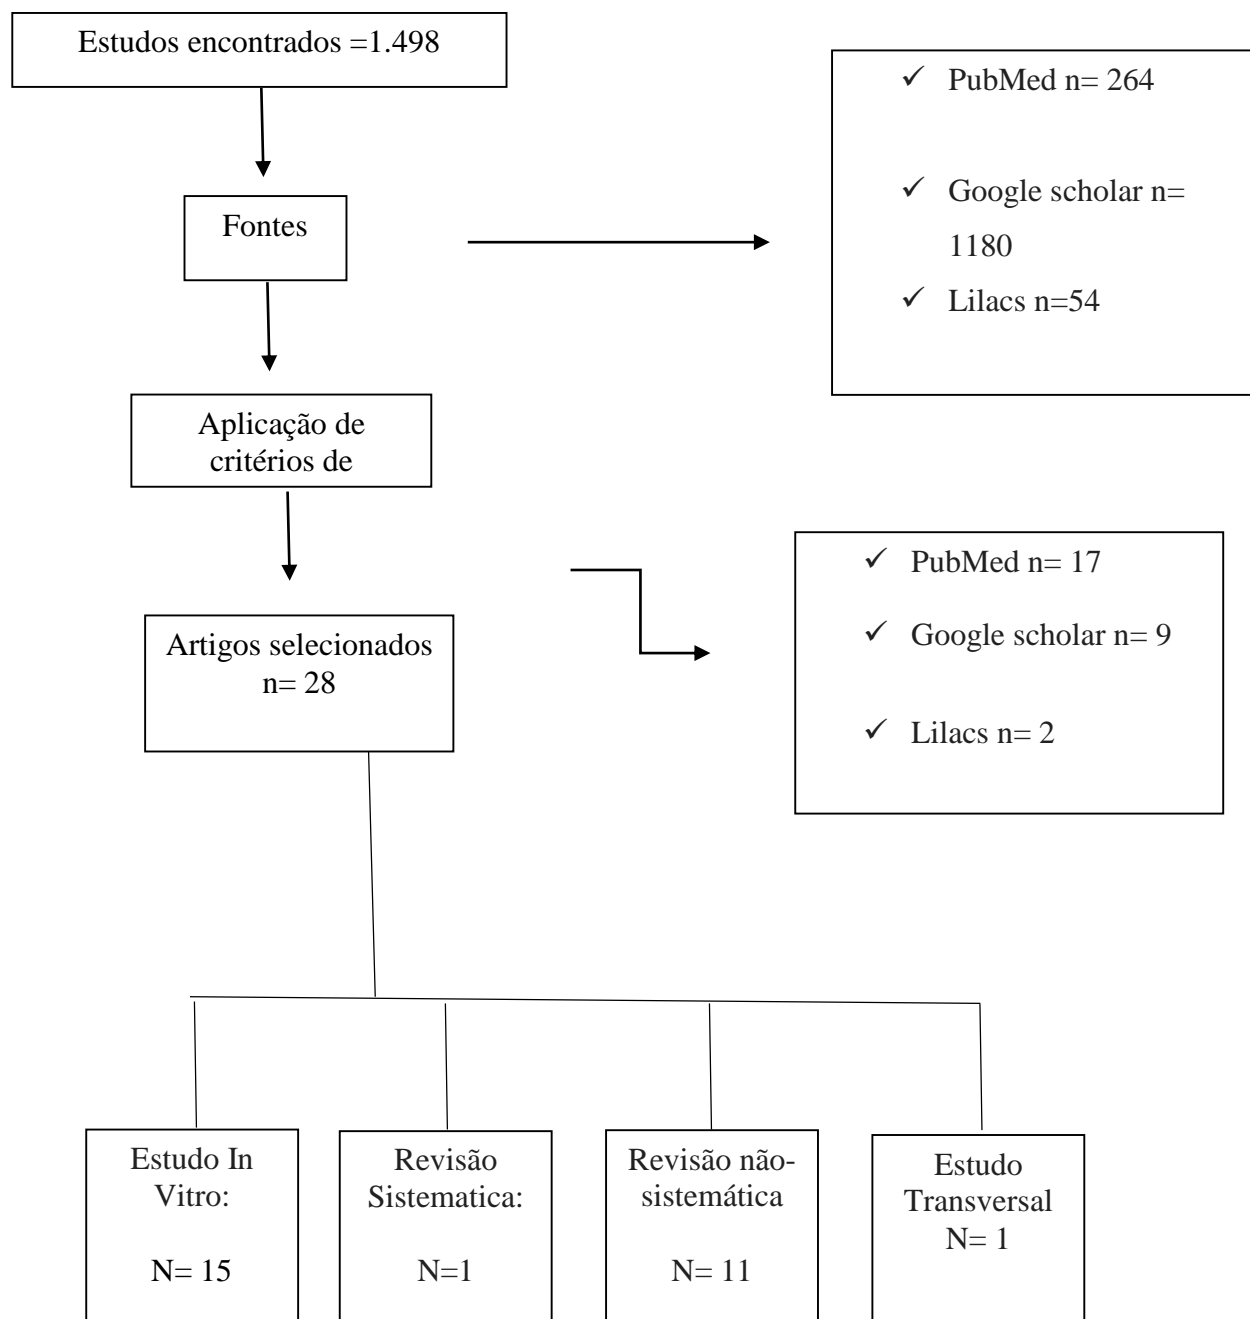 Estudos encontrados =1.498
✓ PubMed n= 264
✓ Google scholar n=
1180
✓ Lilacs n=54
Fontes
Aplicação de
critérios de
✓ PubMed n= 17
✓ Google scholar n= 9
✓ Lilacs n= 2
Artigos selecionados
n= 28
Estudo In
Vitro:
N= 15
Revisão
Sistematica:
N=1
Revisão não-
sistemática
N= 11
Estudo
Transversal
N= 1